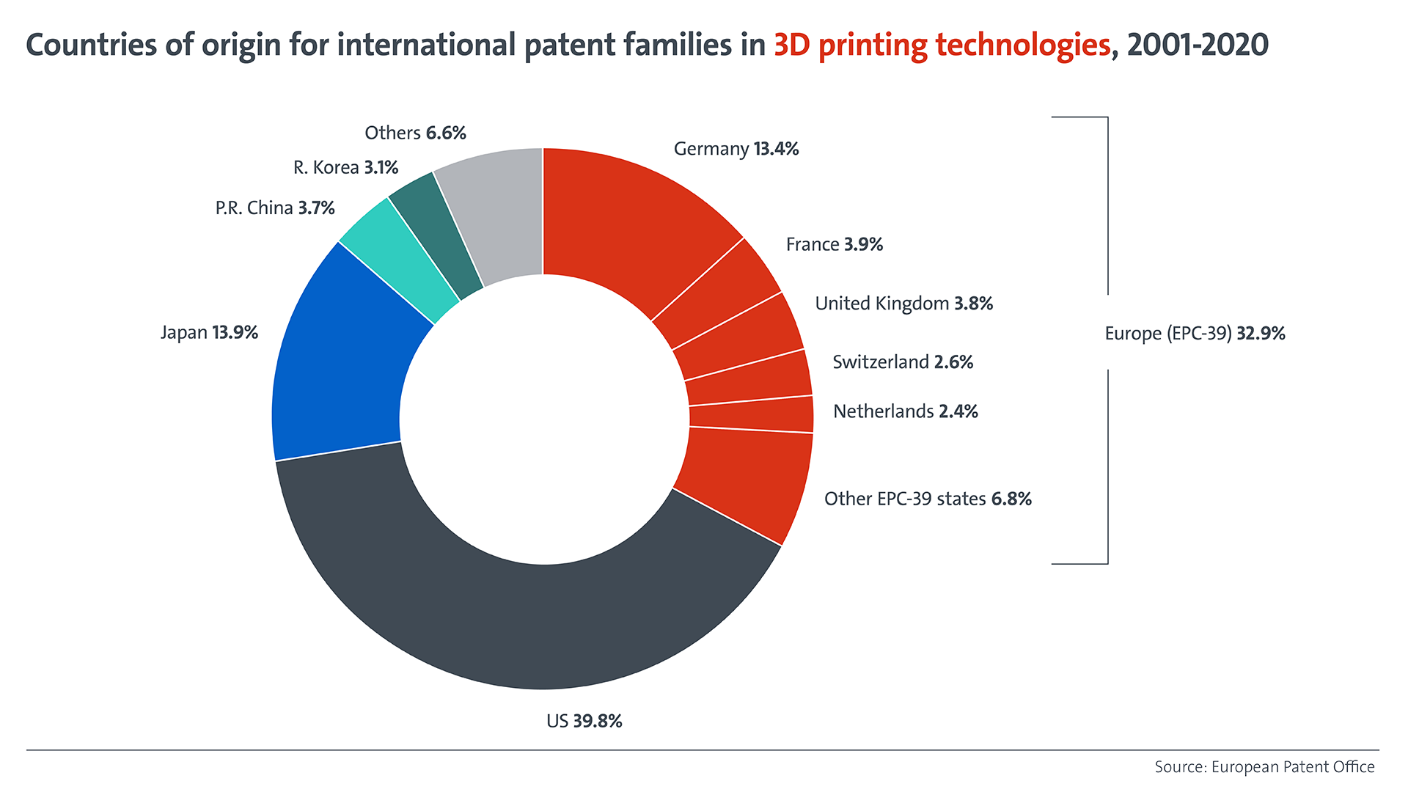 Countries of origin for international patent families in 3D printing technologies, 2001-2020
Others 6.6%
Germany 13.4%
R. Korea 3.1%
P.R. China 3.7%
France 3.9%
United Kingdom 3.8%
Japan 13.9%
Europe (EPC-39) 32.9%
Switzerland 2.6%
Netherlands 2.4%
Other EPC-39 states 6.8%
US 39.8%
Source: European Patent Office